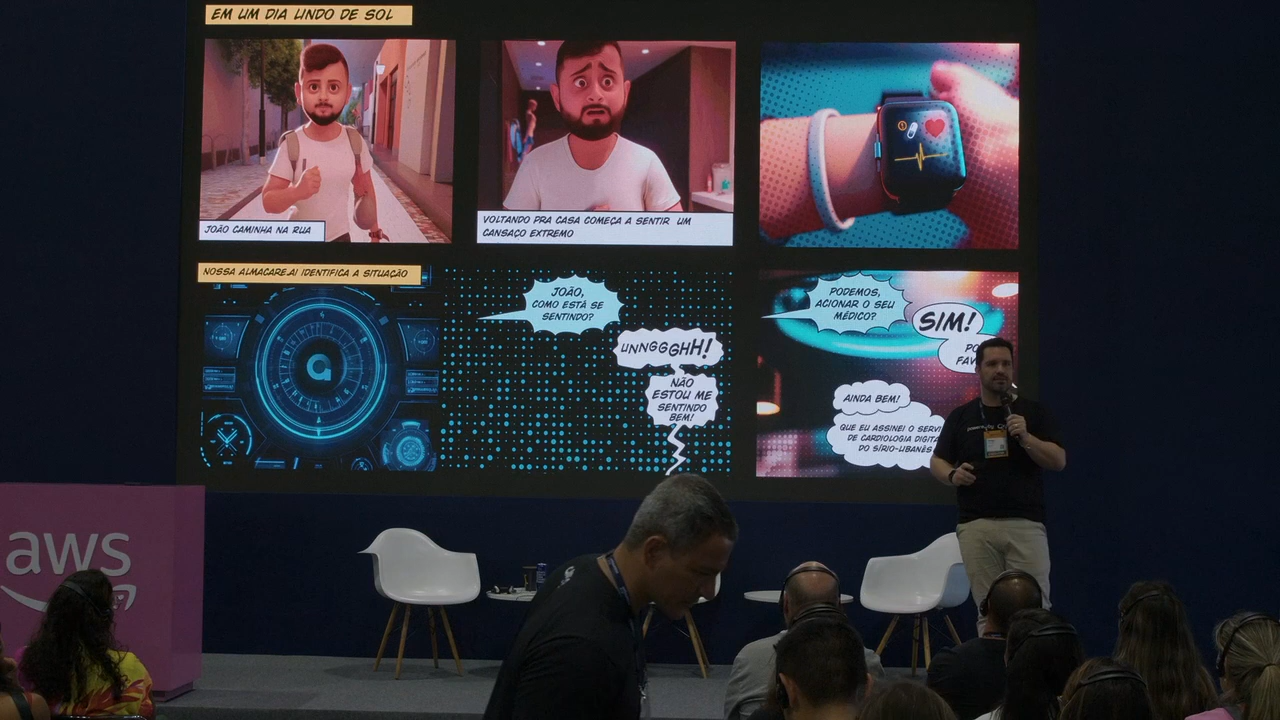 EM UM DIA LINDO DE SOL
JOÃO CAMINHA NA RUA
VOLTANDO PRA CASA COMEÇA A SENTIR UM
CANSAÇO EXTREMO
NOSSA ALMACARE.AI IDENTIFICA A SITUAÇÃO
a
JOÃO,
COMO ESTÁ SE
SENTINDO?
UNNGGGHH!
NÃO
ESTOU ME
SENTINDO
BEM!
PODEMOS,
ACIONAR O SEU
MÉDICO?
SIM!
AINDA BEM!
QUE EU ASSINEI O
DE CARDIOLOGIA
DO SÍRIO-LIBANÊS
powered by
aws